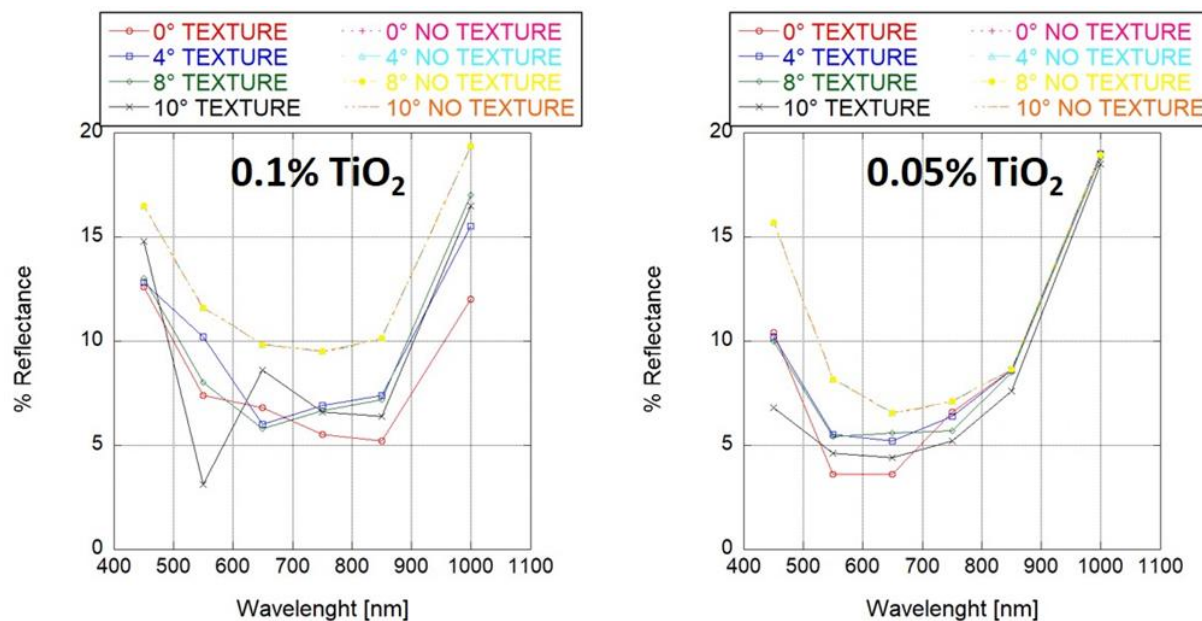 0° TEXTURE 0° NO TEXTURE
4° TEXTURE 4° NO TEXTURE
8° TEXTURE 8° NO TEXTURE
10° TEXTURE 10° NO TEXTURE
0.1% TiO₂
% Reflectance
20
15
10
5
0
400 500 600 700 800 900 1000 1100
Wavelenght [nm]
0° TEXTURE 0° NO TEXTURE
4° TEXTURE 4° NO TEXTURE
8° TEXTURE 8° NO TEXTURE
10° TEXTURE 10° NO TEXTURE
0.05% TiO₂
% Reflectance
20
15
10
5
0
400 500 600 700 800 900 1000 1100
Wavelenght [nm]